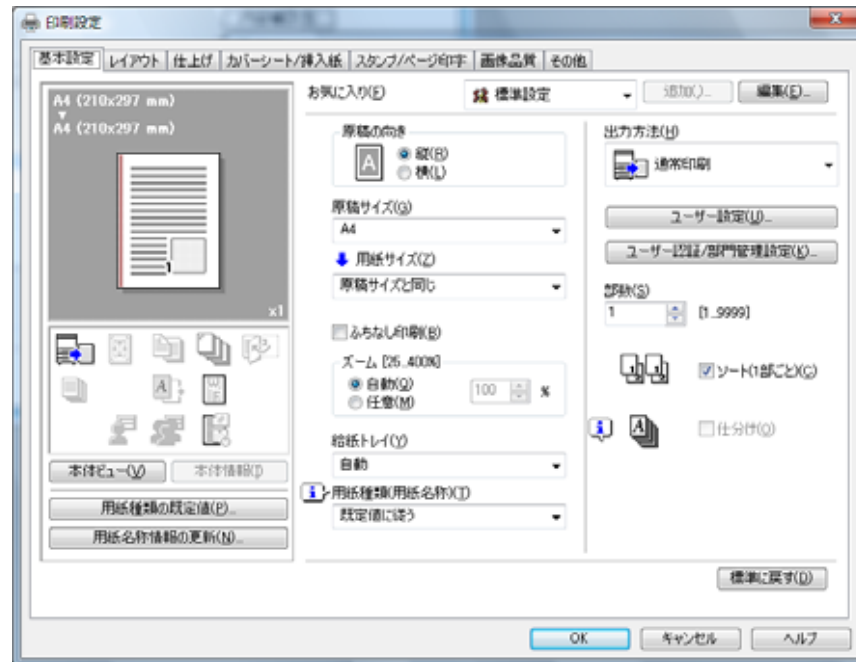 印刷設定
基本設定 レイアウト 仕上げ カバーシート/挿入紙 スタンプ/ページ印字 画像品質 その他
A4 (210x297 mm)
A4 (210x297 mm)
1
x1
本体ビュー(V) 本体情報(I)
用紙種類の既定値(P)...
用紙名称情報の更新(N)...
お気に入り(E) 標準設定 追加()... 編集(E)...
原稿の向き
A
縦(R)
横(L)
原稿サイズ(G)
A4
用紙サイズ(Z)
原稿サイズと同じ
ふちなし印刷(B)
ズーム [25..400%]
自動(Q)
任意(M)
100 %
給紙トレイ(Y)
自動
用紙種類(用紙名称)(T)
既定値に従う
出力方法(H)
通常印刷
ユーザー設定(U)...
ユーザー認証/部門管理設定(K)...
部数(S)
1 [1..9999]
ソート(1部ごと)(C)
仕分け(O)
標準に戻す(D)
OK キャンセル ヘルプ